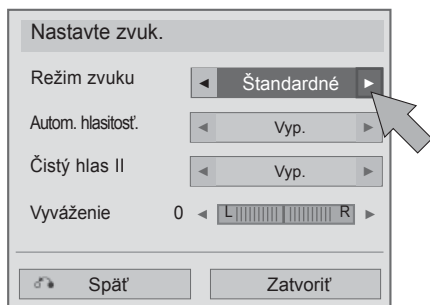 Nastavte zvuk.
Režim zvuku ◄ Štandardné ►
Autom. hlasitosť. ◄ Vyp. ►
Čistý hlas II ◄ Vyp. ►
Vyváženie 0 ◄ L R ►
Späť Zatvoriť